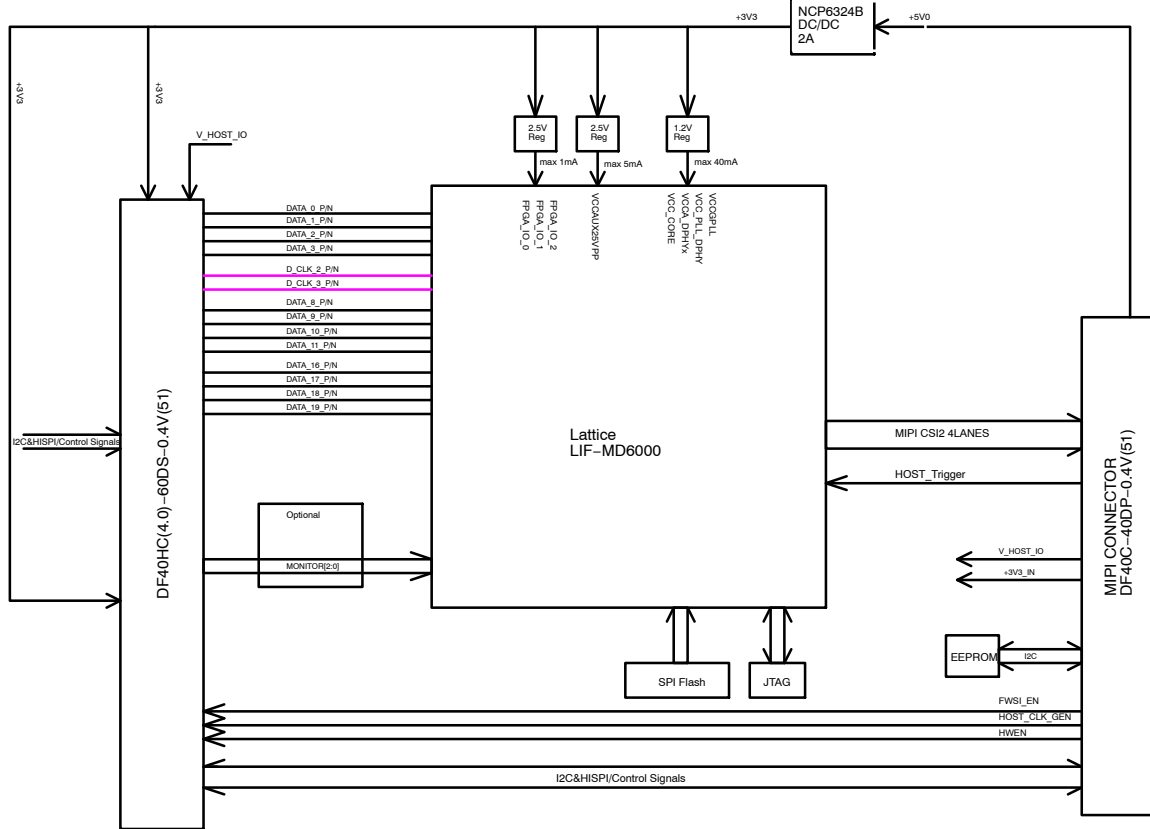 +3V3
NCP6324B
DC/DC
2A
+5V0
+3V3
+3V3
V_HOST_IO
2.5V
Reg
2.5V
Reg
1.2V
Reg
max 1mA
max 5mA
max 40mA
FPGA_IO_2
FPGA_IO_1
FPGA_IO_0
VCCAUX25VPP
VCCGPLL
VCC_PLL_DPHY
VCCA_DPHYx
VCC_CORE
DATA_0_P/N
DATA_1_P/N
DATA_2_P/N
DATA_3_P/N
D_CLK_2_P/N
D_CLK_3_P/N
DATA_8_P/N
DATA_9_P/N
DATA_10_P/N
DATA_11_P/N
DATA_16_P/N
DATA_17_P/N
DATA_18_P/N
DATA_19_P/N
DF40HC(4.0)−60DS−0.4V(51)
I2C&HISPI/Control Signals
Lattice
LIF−MD6000
MIPI CSI2 4LANES
HOST_Trigger
MIPI CONNECTOR
DF40C−40DP−0.4V(51)
Optional
MONITOR[2:0]
V_HOST_IO
+3V3_IN
EEPROM
I2C
SPI Flash
JTAG
FWSI_EN
HOST_CLK_GEN
HWEN
I2C&HISPI/Control Signals